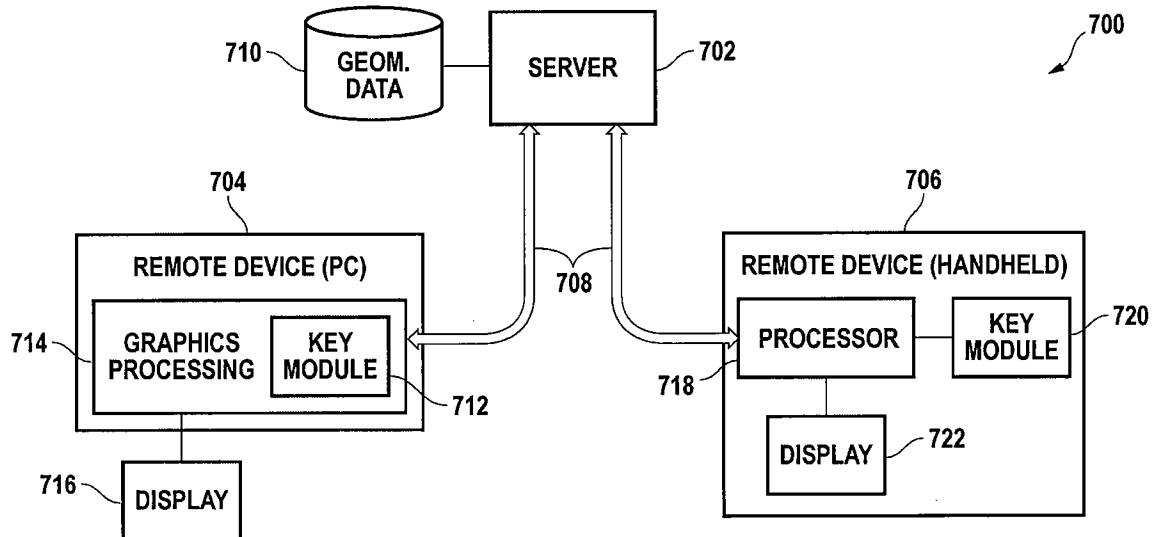 710
GEOM.
DATA
SERVER
702
700
704
706
REMOTE DEVICE (PC)
708
REMOTE DEVICE (HANDHELD)
714
GRAPHICS
PROCESSING
KEY
MODULE
712
PROCESSOR
718
KEY
MODULE
720
716
DISPLAY
DISPLAY
722